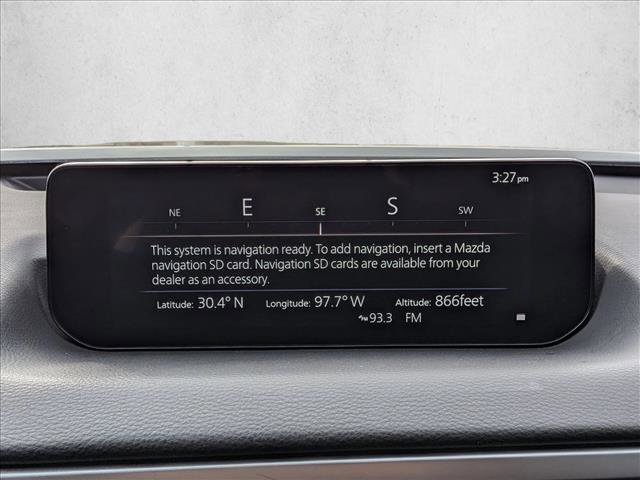 3:27pm
NE E SE S SW
This system is navigation ready. To add navigation, insert a Mazda
navigation SD card. Navigation SD cards are available from your
dealer as an accessory.
Latitude: 30.4° N Longitude: 97.7° W Altitude: 866feet
93.3 FM